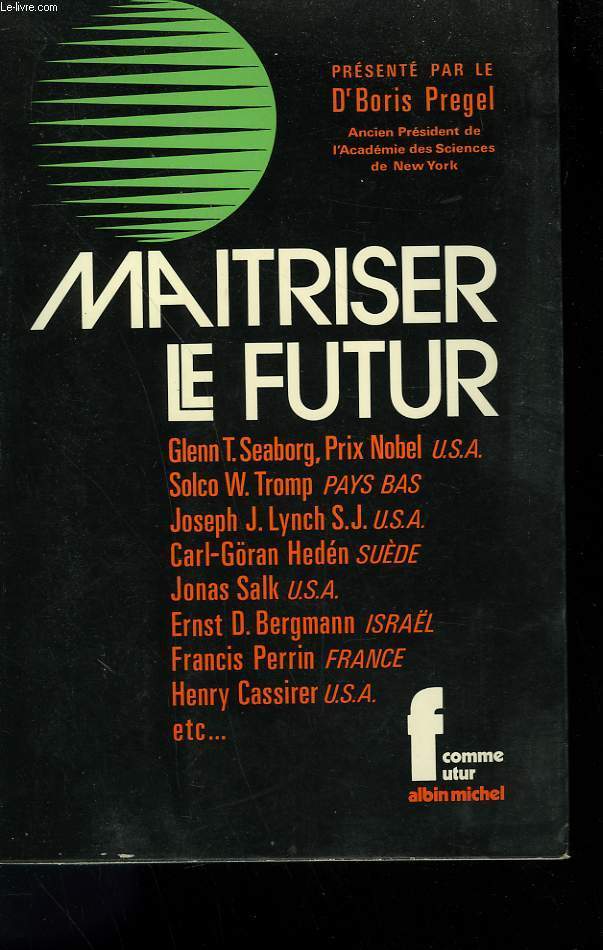 Le-livre.com
PRÉSENTÉ PAR LE
Dr Boris Pregel
Ancien Président de
l'Académie des Sciences
de New York
MAITRISER
LE FUTUR
Glenn T. Seaborg, Prix Nobel U.S.A.
Solco W. Tromp PAYS BAS
Joseph J. Lynch S.J. U.S.A.
Carl-Göran Hedén SUÈDE
Jonas Salk U.S.A.
Ernst D. Bergmann ISRAËL
Francis Perrin FRANCE
Henry Cassirer U.S.A.
etc...
f comme
utur
albin michel